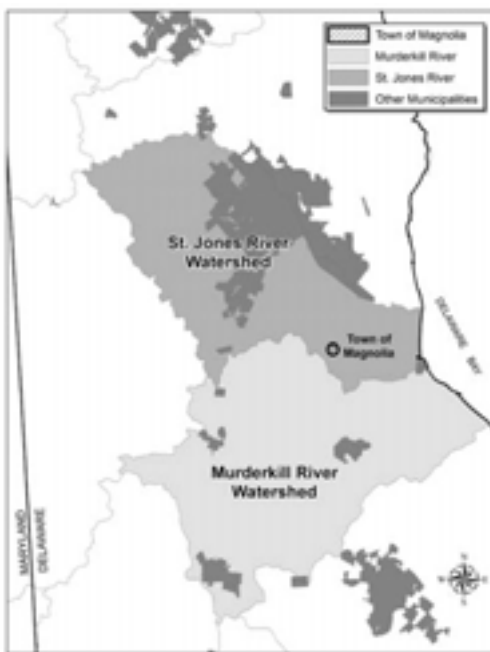 Town of Magnolia
Murderkill River
St. Jones River
Other Municipalities
St. Jones River
Watershed
Town of
Magnolia
DELAWARE BAY
Murderkill River
Watershed
MARYLAND
DELAWARE